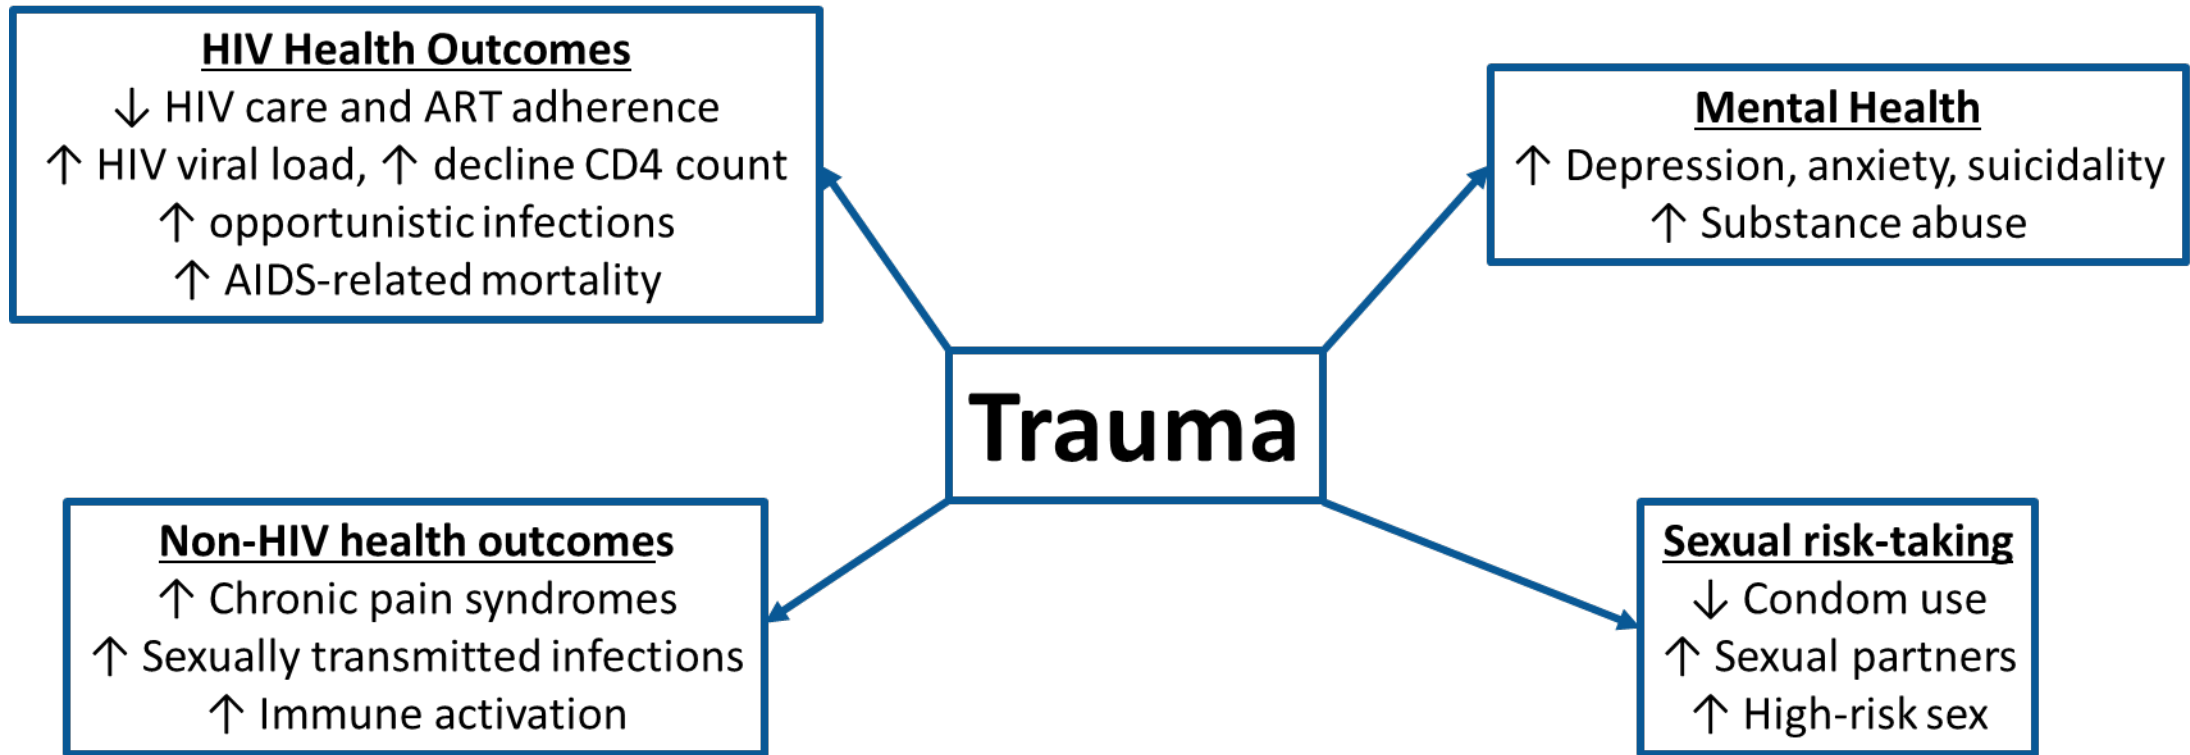 HIV Health Outcomes
↓ HIV care and ART adherence
↑ HIV viral load, ↑ decline CD4 count
↑ opportunistic infections
↑ AIDS-related mortality
Mental Health
↑ Depression, anxiety, suicidality
↑ Substance abuse
Trauma
Non-HIV health outcomes
↑ Chronic pain syndromes
↑ Sexually transmitted infections
↑ Immune activation
Sexual risk-taking
↓ Condom use
↑ Sexual partners
↑ High-risk sex